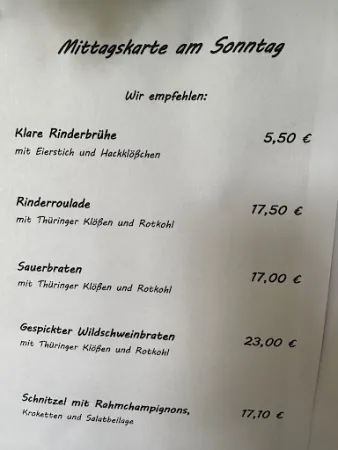 Mittagskarte am Sonntag
Wir empfehlen:
Klare Rinderbrühe 5,50 €
mit Eierstich und Hackklößchen
Rinderroulade 17,50 €
mit Thüringer Klößen und Rotkohl
Sauerbraten 17,00 €
mit Thüringer Klößen und Rotkohl
Gespickter Wildschweinbraten 23,00 €
mit Thüringer Klößen und Rotkohl
Schnitzel mit Rahmchampignons, 17,10 €
Kroketten und Salatbeilage